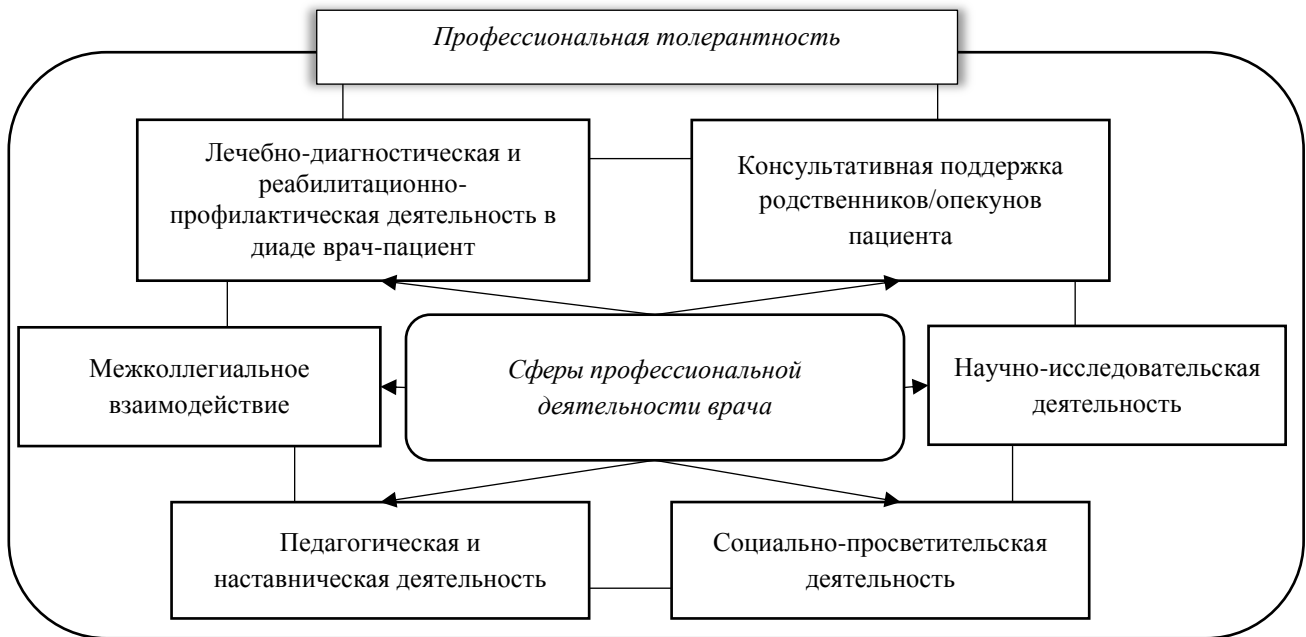 Профессиональная толерантность
Лечебно-диагностическая и
реабилитационно-
профилактическая деятельность в
диаде врач-пациент
Консультативная поддержка
родственников/опекунов
пациента
Межколлегиальное
взаимодействие
Сферы профессиональной
деятельности врача
Научно-исследовательская
деятельность
Педагогическая и
наставническая деятельность
Социально-просветительская
деятельность